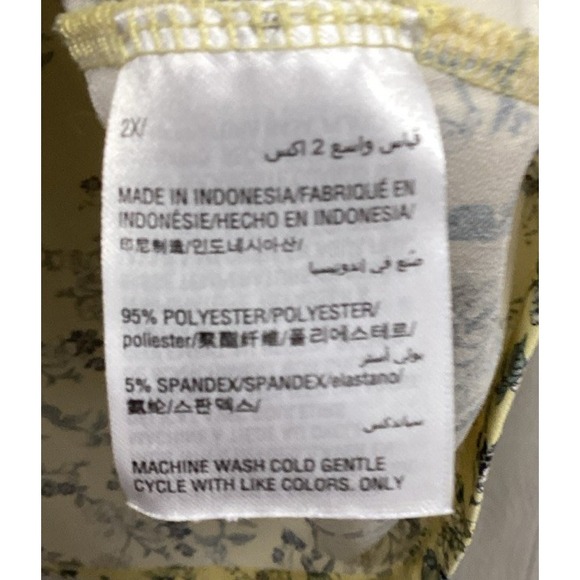 2X/
قياس واسع 2 اكس
MADE IN INDONESIA/FABRIQUÉ EN
INDONÉSIE/HECHO EN INDONESIA/
印尼制造/인도네시아산/
صنع في إندونيسيا
95% POLYESTER/POLYESTER/
poliester/聚酯纤维/폴리에스테르/
بولي أستر
5% SPANDEX/SPANDEX/elastano/
氨纶/스판덱스/
سباندكس
MACHINE WASH COLD GENTLE
CYCLE WITH LIKE COLORS. ONLY